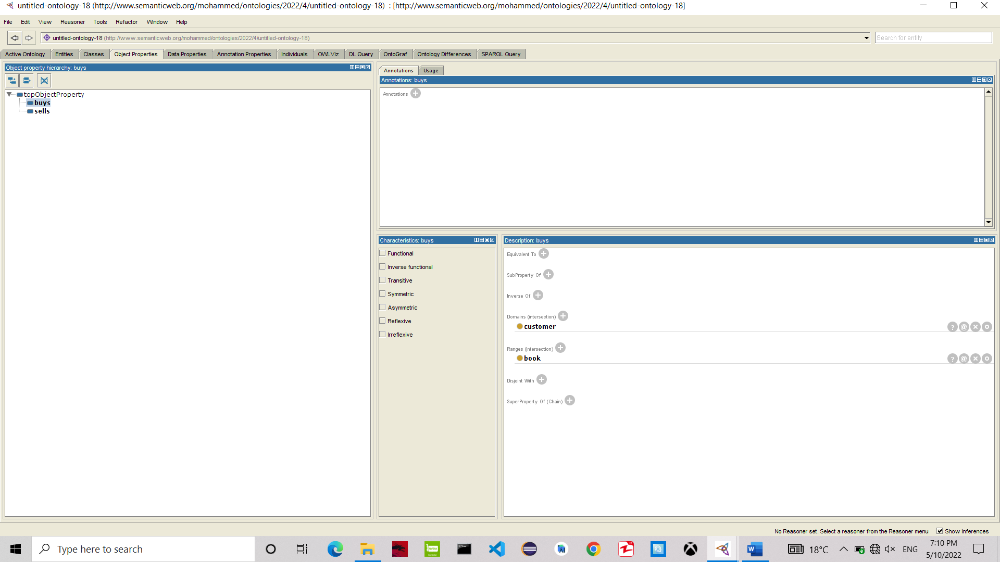 untitled-ontology-18 (http://www.semanticweb.org/mohammed/ontologies/2022/4/untitled-ontology-18) : [http://www.semanticweb.org/mohammed/ontologies/2022/4/untitled-ontology-18]
File Edit View Reasoner Tools Refactor Window Help
untitled-ontology-18 (http://www.semanticweb.org/mohammed/ontologies/2022/4/untitled-ontology-18)
Search for entity
Active Ontology Entities Classes Object Properties Data Properties Annotation Properties Individuals OWLViz DL Query OntoGraf Ontology Differences SPARQL Query
Object property hierarchy: buys
topObjectProperty
buys
sells
Annotations Usage
Annotations: buys
Annotations
Characteristics: buys
Functional
Inverse functional
Transitive
Symmetric
Asymmetric
Reflexive
Irreflexive
Description: buys
Equivalent To
SubProperty Of
Inverse Of
Domains (intersection)
customer
Ranges (intersection)
book
Disjoint With
SuperProperty Of (Chain)
No Reasoner set. Select a reasoner from the Reasoner menu Show Inferences
Type here to search
18°C
ENG
7:10 PM
5/10/2022